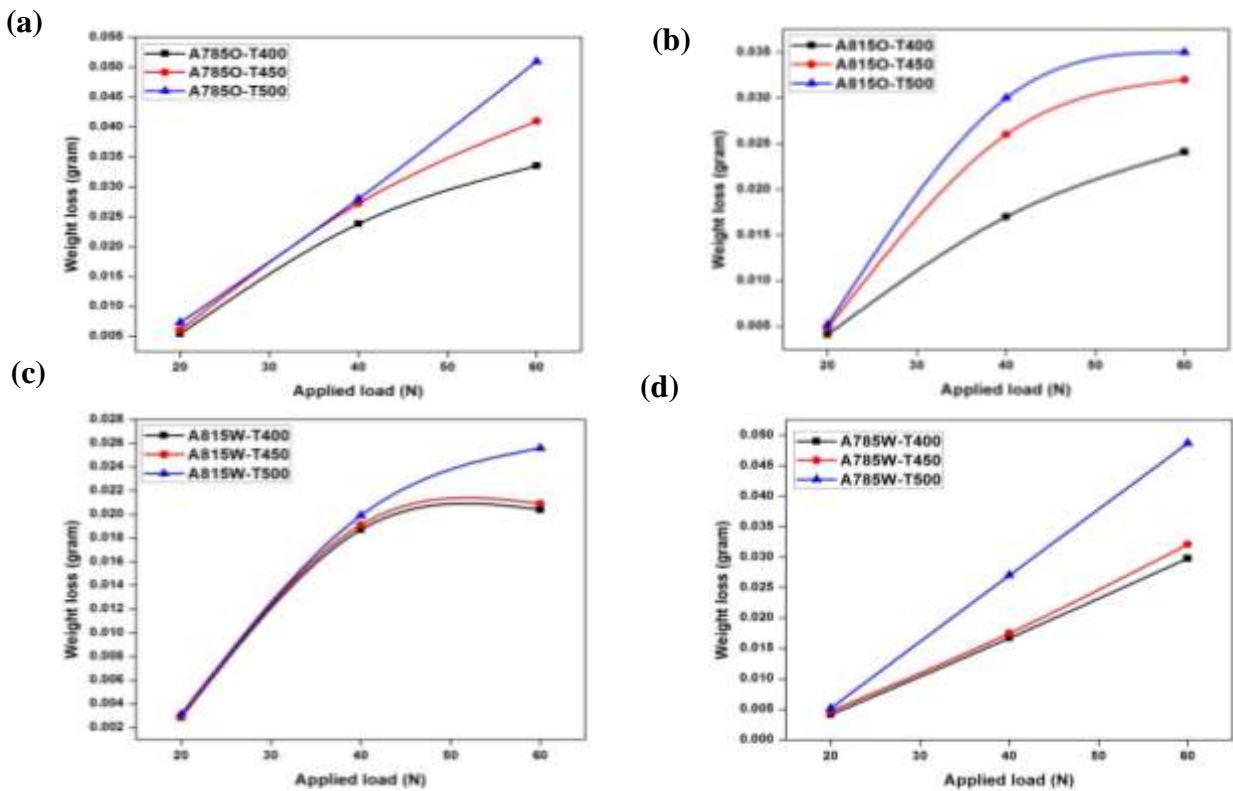 (a)
0.055
0.050
0.045
0.040
0.035
0.030
0.025
0.020
0.015
0.010
0.005
Weight loss (gram)
A785O-T400
A785O-T450
A785O-T500
20 30 40 50 60
Applied load (N)
(b)
0.035
0.030
0.025
0.020
0.015
0.010
0.005
Weight loss (gram)
A815O-T400
A815O-T450
A815O-T500
20 30 40 50 60
Applied load (N)
(c)
0.028
0.026
0.024
0.022
0.020
0.018
0.016
0.014
0.012
0.010
0.008
0.006
0.004
0.002
Weight loss (gram)
A815W-T400
A815W-T450
A815W-T500
20 30 40 50 60
Applied load (N)
(d)
0.050
0.045
0.040
0.035
0.030
0.025
0.020
0.015
0.010
0.005
0.000
Weight loss (gram)
A785W-T400
A785W-T450
A785W-T500
20 30 40 50 60
Applied load (N)